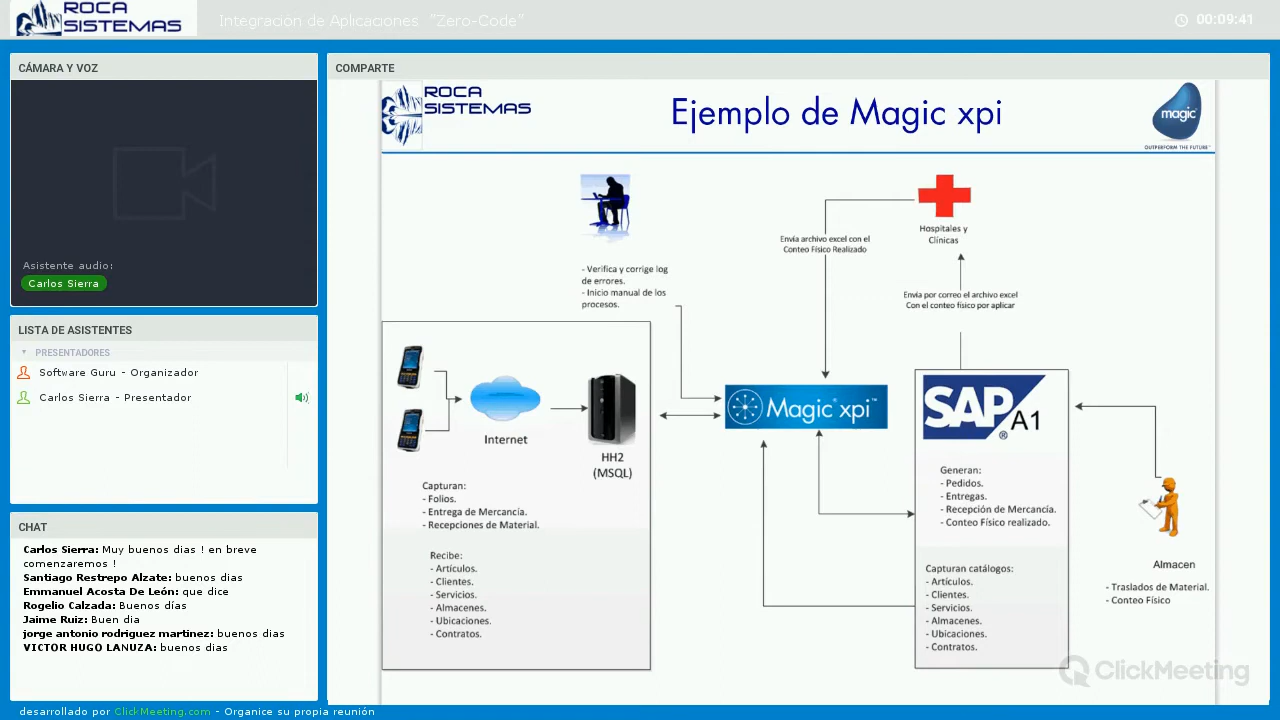 ROCA
SISTEMAS
Integración de Aplicaciones "Zero-Code"
00:09:41
CÁMARA Y VOZ
Asistente audio:
Carlos Sierra
LISTA DE ASISTENTES
PRESENTADORES
Software Guru - Organizador
Carlos Sierra - Presentador
CHAT
Carlos Sierra: Muy buenos dias ! en breve
comenzaremos !
Santiago Restrepo Alzate: buenos dias
Emmanuel Acosta De León: que dice
Rogelio Calzada: Buenos días
Jaime Ruiz: Buen dia
jorge antonio rodriguez martinez: buenos dias
VICTOR HUGO LANUZA: buenos dias
COMPARTE
ROCA
SISTEMAS
Ejemplo de Magic xpi
magic
OUTPERFORM THE FUTURE™
- Verifica y corrige log
de errores.
- Inicio manual de los
procesos.
Envía archivo excel con el
Conteo Físico Realizado
Hospitales y
Clínicas
Envía por correo el archivo excel
Con el conteo físico por aplicar
Internet
HH2
(MSQL)
Capturan:
- Folios.
- Entrega de Mercancía.
- Recepciones de Material.
Recibe:
- Artículos.
- Clientes.
- Servicios.
- Almacenes.
- Ubicaciones.
- Contratos.
Magic xpi™
SAP® A1
Generan:
- Pedidos.
- Entregas.
- Recepción de Mercancía.
- Conteo Físico realizado.
Capturan catálogos:
- Artículos.
- Clientes.
- Servicios.
- Almacenes.
- Ubicaciones.
- Contratos.
Almacen
- Traslados de Material.
- Conteo Físico
ClickMeeting
desarrollado por ClickMeeting.com - Organice su propia reunión